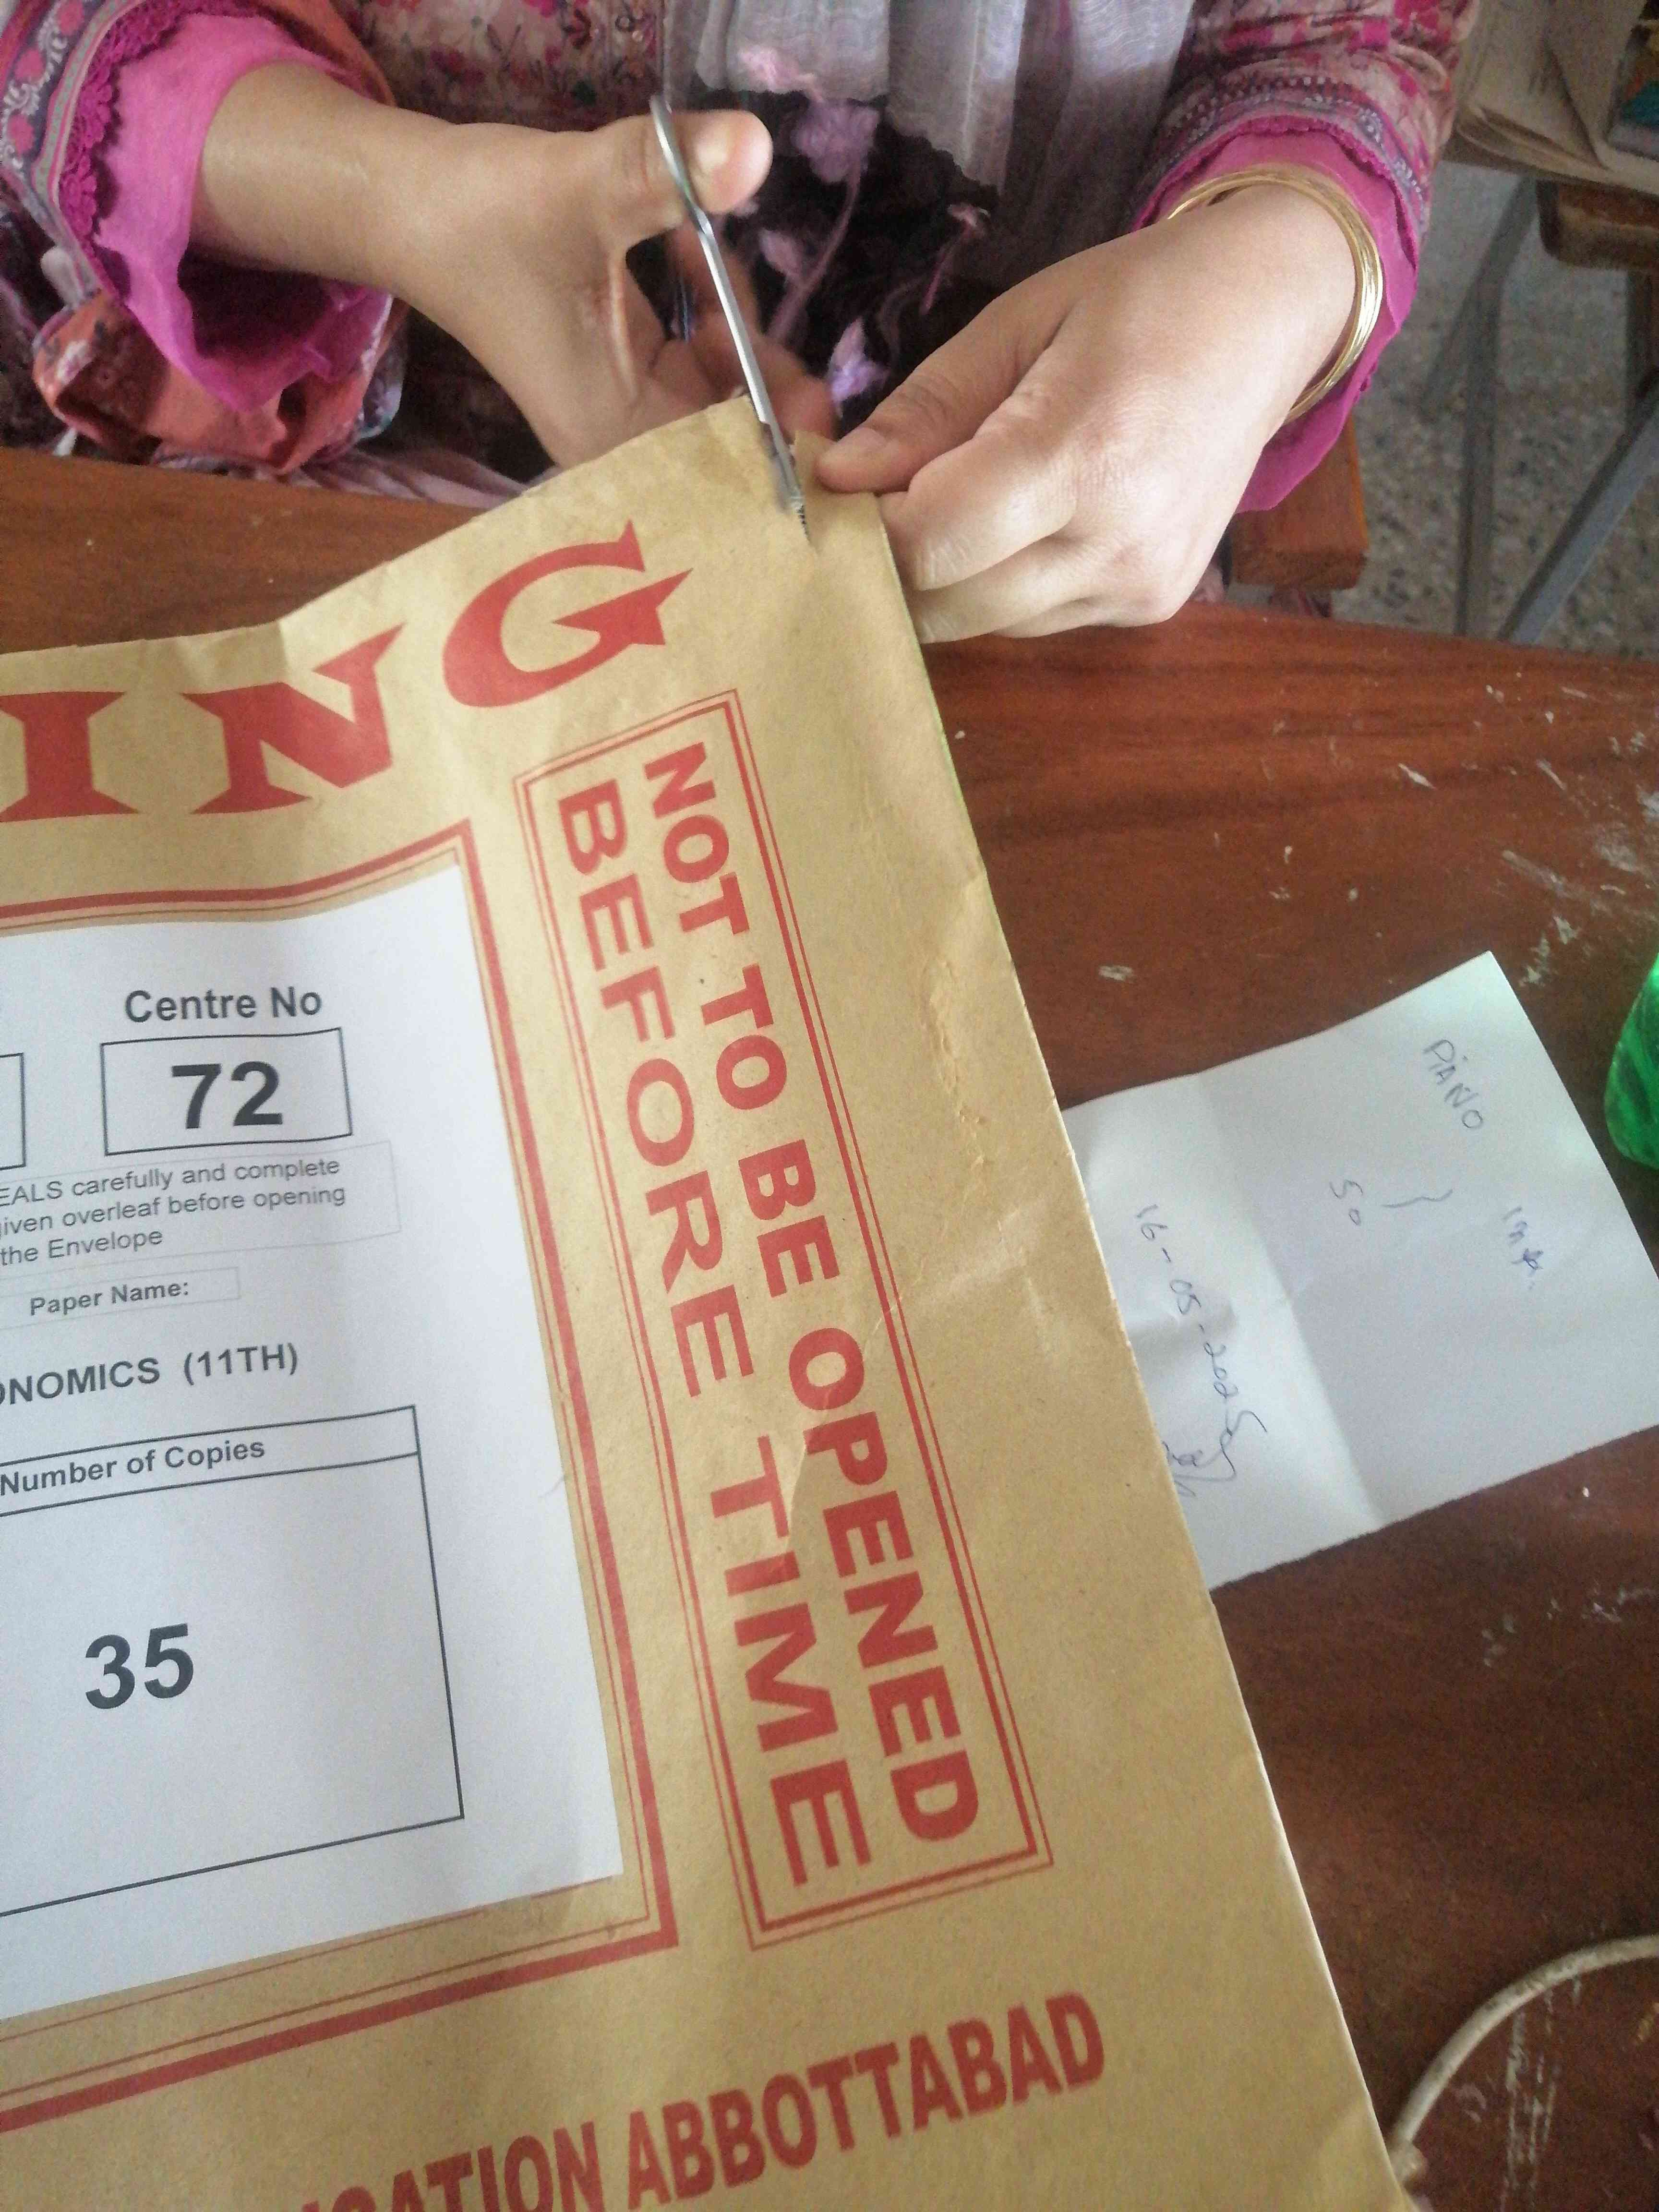 ING
NOT TO BE OPENED
BEFORE TIME
Centre No
72
EALS carefully and complete
given overleaf before opening
the Envelope
Paper Name:
ONOMICS (11TH)
Number of Copies
35
CATION ABBOTTABAD
PIANO
50
16-05-2025